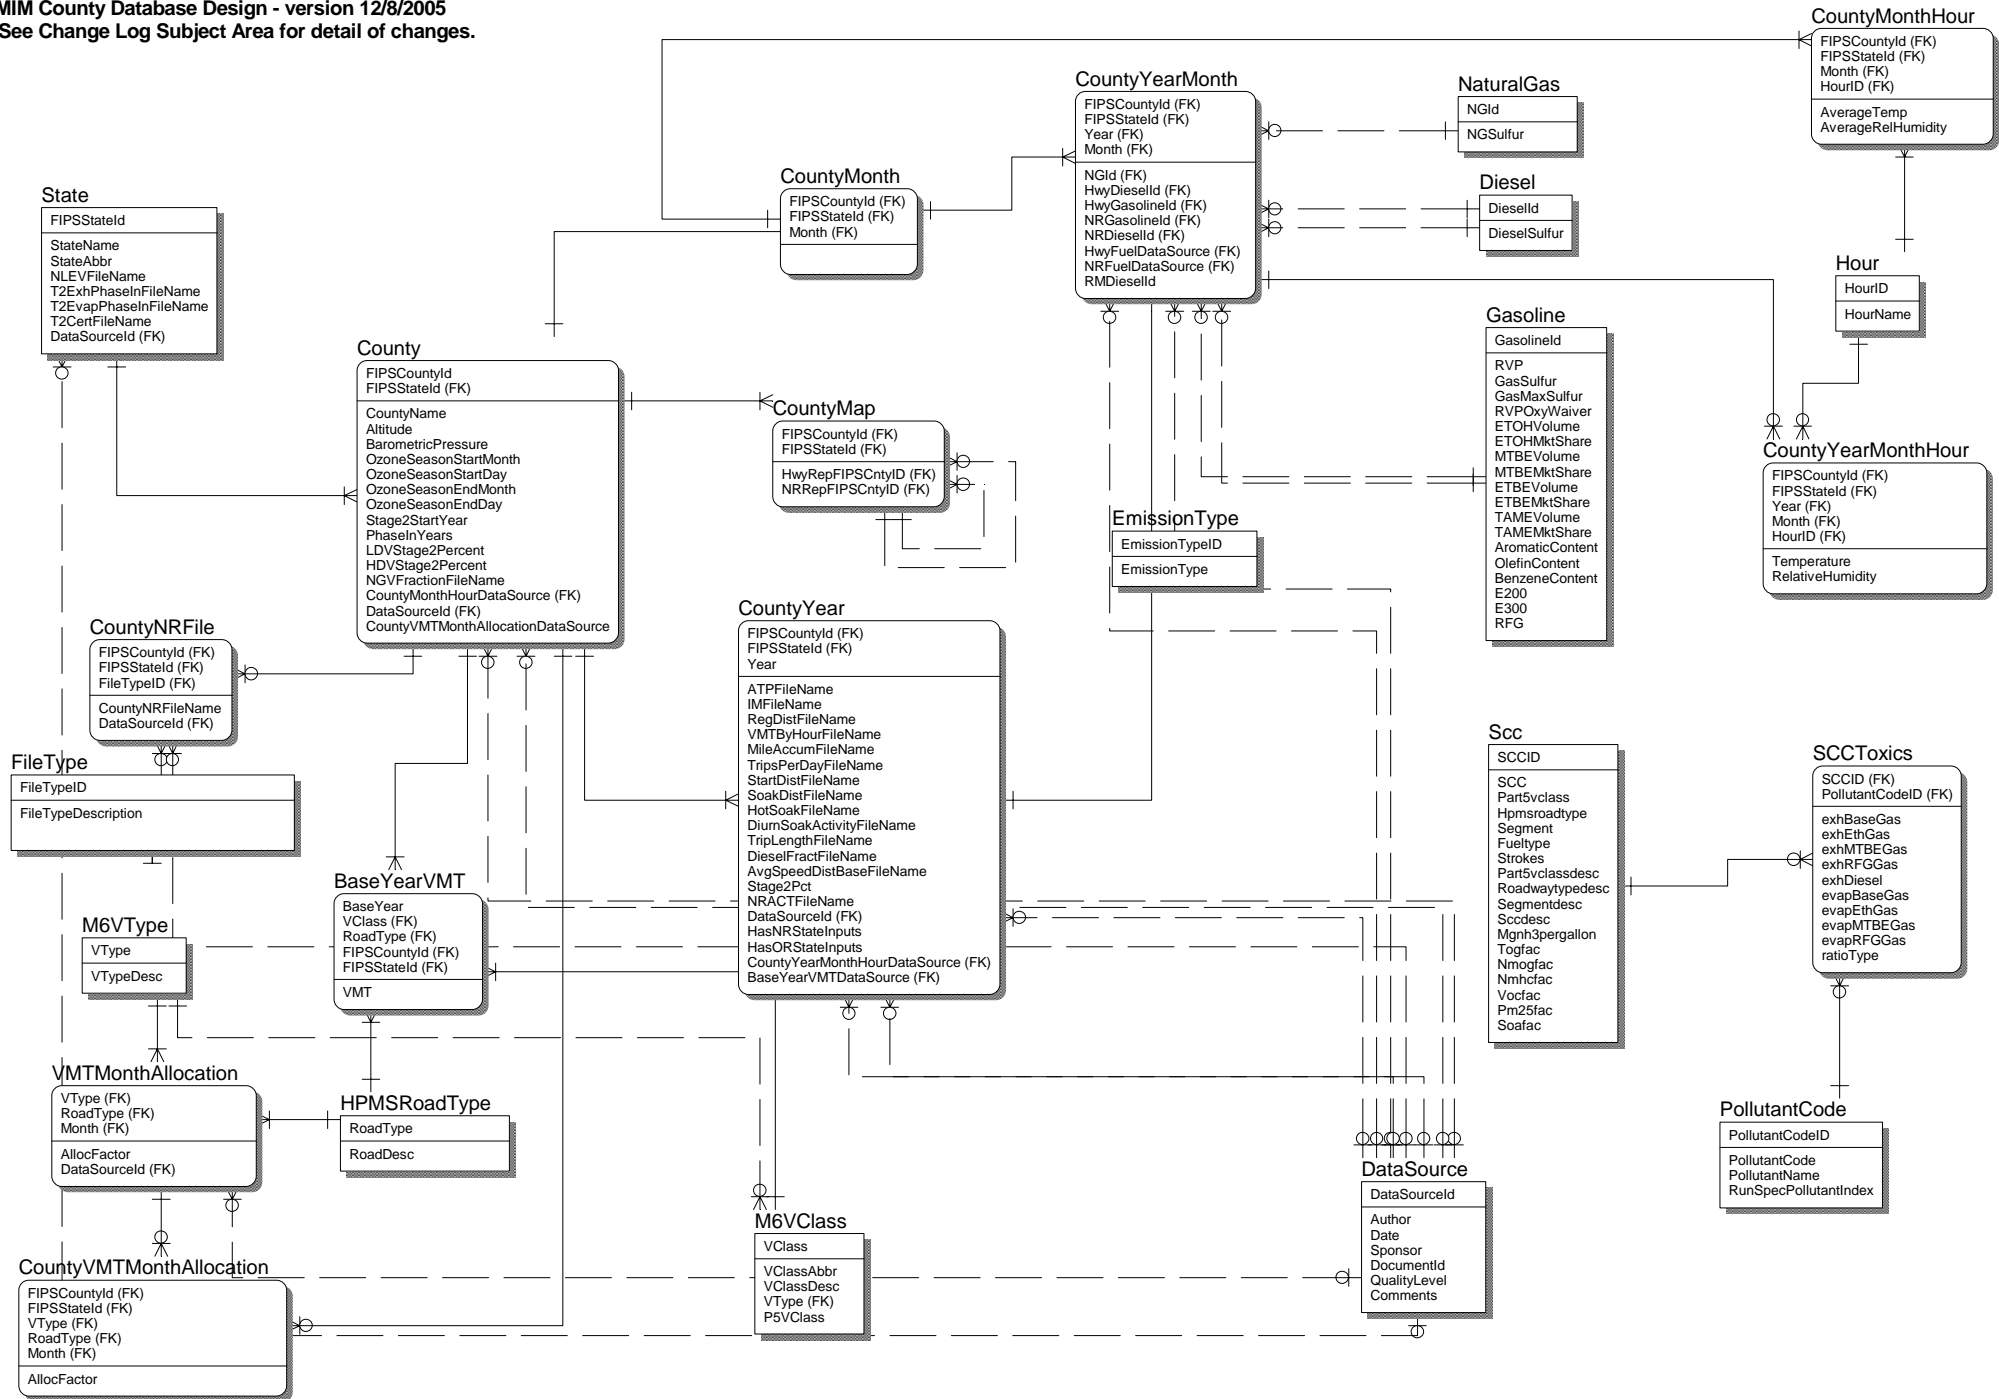 MIM County Database Design - version 12/8/2005
See Change Log Subject Area for detail of changes.
CountyMonthHour
FIPSCountyId (FK)
FIPSStateId (FK)
Month (FK)
HourID (FK)
AverageTemp
AverageRelHumidity
CountyYearMonth
FIPSCountyId (FK)
FIPSStateId (FK)
Year (FK)
Month (FK)
NGId (FK)
HwyDieselId (FK)
HwyGasolineId (FK)
NRGasolineId (FK)
NRDieselId (FK)
HwyFuelDataSource (FK)
NRFuelDataSource (FK)
RMDieselId
NaturalGas
NGId
NGSulfur
CountyMonth
FIPSCountyId (FK)
FIPSStateId (FK)
Month (FK)
Diesel
DieselId
DieselSulfur
State
FIPSStateId
StateName
StateAbbr
NLEVFileName
T2ExhPhaseInFileName
T2EvapPhaseInFileName
T2CertFileName
DataSourceId (FK)
Hour
HourID
HourName
Gasoline
GasolineId
RVP
GasSulfur
GasMaxSulfur
RVPOxyWaiver
ETOHVolume
ETOHMktShare
MTBEVolume
MTBEMktShare
ETBEVolume
ETBEMktShare
TAMEVolume
TAMEMktShare
AromaticContent
OlefinContent
BenzeneContent
E200
E300
RFG
County
FIPSCountyId
FIPSStateId (FK)
CountyName
Altitude
BarometricPressure
OzoneSeasonStartMonth
OzoneSeasonStartDay
OzoneSeasonEndMonth
OzoneSeasonEndDay
Stage2StartYear
PhaseInYears
LDVStage2Percent
HDVStage2Percent
NGVFractionFileName
CountyMonthHourDataSource (FK)
DataSourceId (FK)
CountyVMTMonthAllocationDataSource
CountyMap
FIPSCountyId (FK)
FIPSStateId (FK)
HwyRepFIPSCntyID (FK)
NRRepFIPSCntyID (FK)
CountyYearMonthHour
FIPSCountyId (FK)
FIPSStateId (FK)
Year (FK)
Month (FK)
HourID (FK)
Temperature
RelativeHumidity
EmissionType
EmissionTypeID
EmissionType
CountyYear
FIPSCountyId (FK)
FIPSStateId (FK)
Year
ATPFileName
IMFileName
RegDistFileName
VMTByHourFileName
MileAccumFileName
TripsPerDayFileName
StartDistFileName
SoakDistFileName
HotSoakFileName
DiurnSoakActivityFileName
TripLengthFileName
DieselFractFileName
AvgSpeedDistBaseFileName
Stage2Pct
NRACTFileName
DataSourceId (FK)
HasNRStateInputs
HasORStateInputs
CountyYearMonthHourDataSource (FK)
BaseYearVMTDataSource (FK)
CountyNRFile
FIPSCountyId (FK)
FIPSStateId (FK)
FileTypeID (FK)
CountyNRFileName
DataSourceId (FK)
FileType
FileTypeID
FileTypeDescription
Scc
SCCID
SCC
Part5vclass
Hpmsroadtype
Segment
Fueltype
Strokes
Part5vclassdesc
Roadwaytypedesc
Segmentdesc
Sccdesc
Mgnh3pergallon
Togfac
Nmogfac
Nmhcfac
Vocfac
Pm25fac
Soafac
SCCToxics
SCCID (FK)
PollutantCodeID (FK)
exhBaseGas
exhEthGas
exhMTBEGas
exhRFGGas
exhDiesel
evapBaseGas
evapEthGas
evapMTBEGas
evapRFGGas
ratioType
BaseYearVMT
BaseYear
VClass (FK)
RoadType (FK)
FIPSCountyId (FK)
FIPSStateId (FK)
VMT
M6VType
VType
VTypeDesc
VMTMonthAllocation
VType (FK)
RoadType (FK)
Month (FK)
AllocFactor
DataSourceId (FK)
HPMSRoadType
RoadType
RoadDesc
PollutantCode
PollutantCodeID
PollutantCode
PollutantName
RunSpecPollutantIndex
DataSource
DataSourceId
Author
Date
Sponsor
DocumentId
QualityLevel
Comments
M6VClass
VClass
VClassAbbr
VClassDesc
VType (FK)
P5VClass
CountyVMTMonthAllocation
FIPSCountyId (FK)
FIPSStateId (FK)
VType (FK)
RoadType (FK)
Month (FK)
AllocFactor